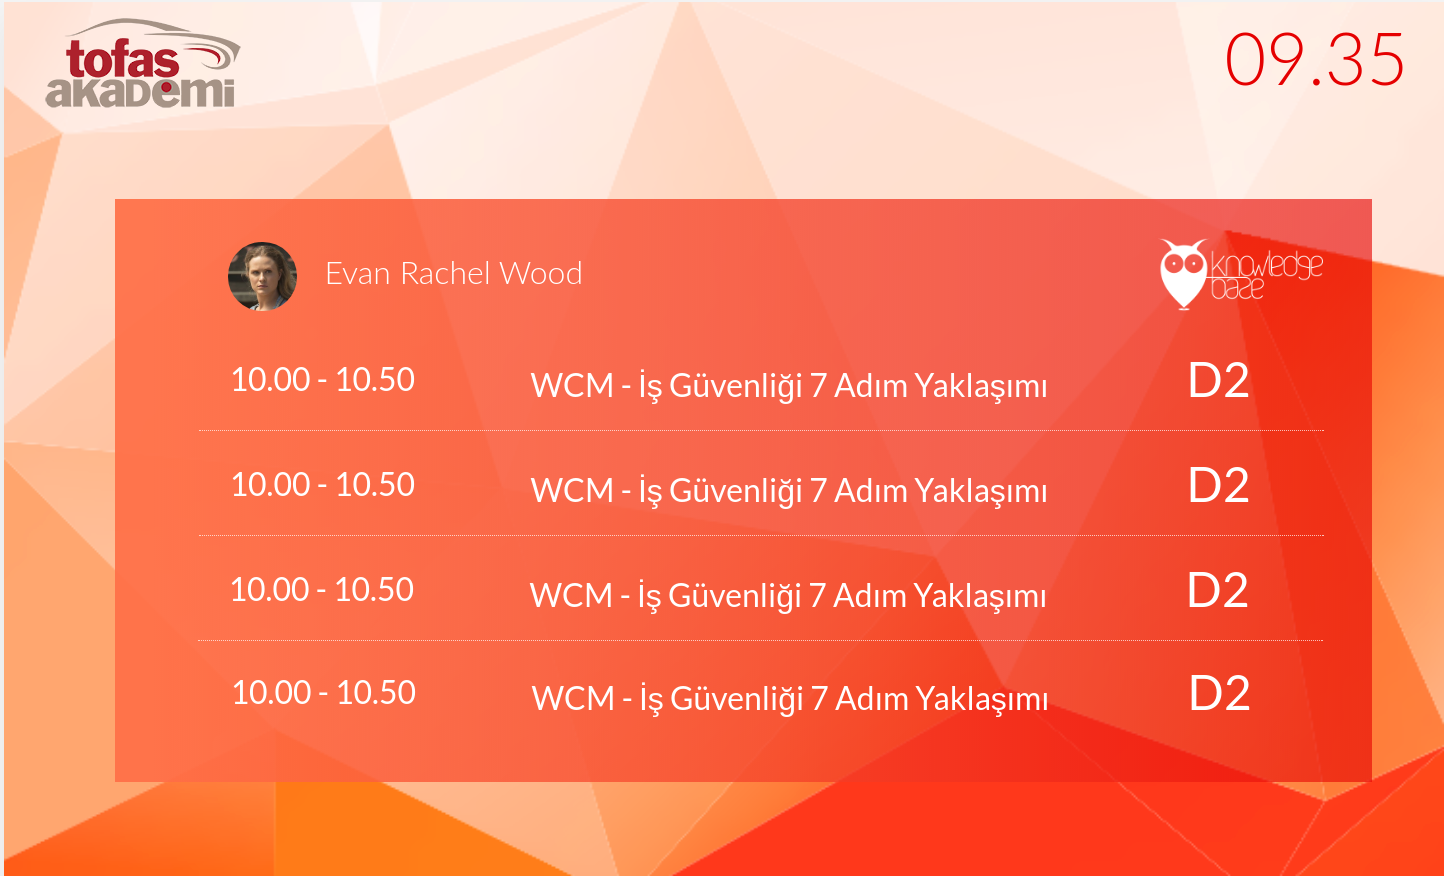 tofaş
akademi
09.35
Evan Rachel Wood
knowledge
baze
10.00 - 10.50 WCM - İş Güvenliği 7 Adım Yaklaşımı D2
10.00 - 10.50 WCM - İş Güvenliği 7 Adım Yaklaşımı D2
10.00 - 10.50 WCM - İş Güvenliği 7 Adım Yaklaşımı D2
10.00 - 10.50 WCM - İş Güvenliği 7 Adım Yaklaşımı D2